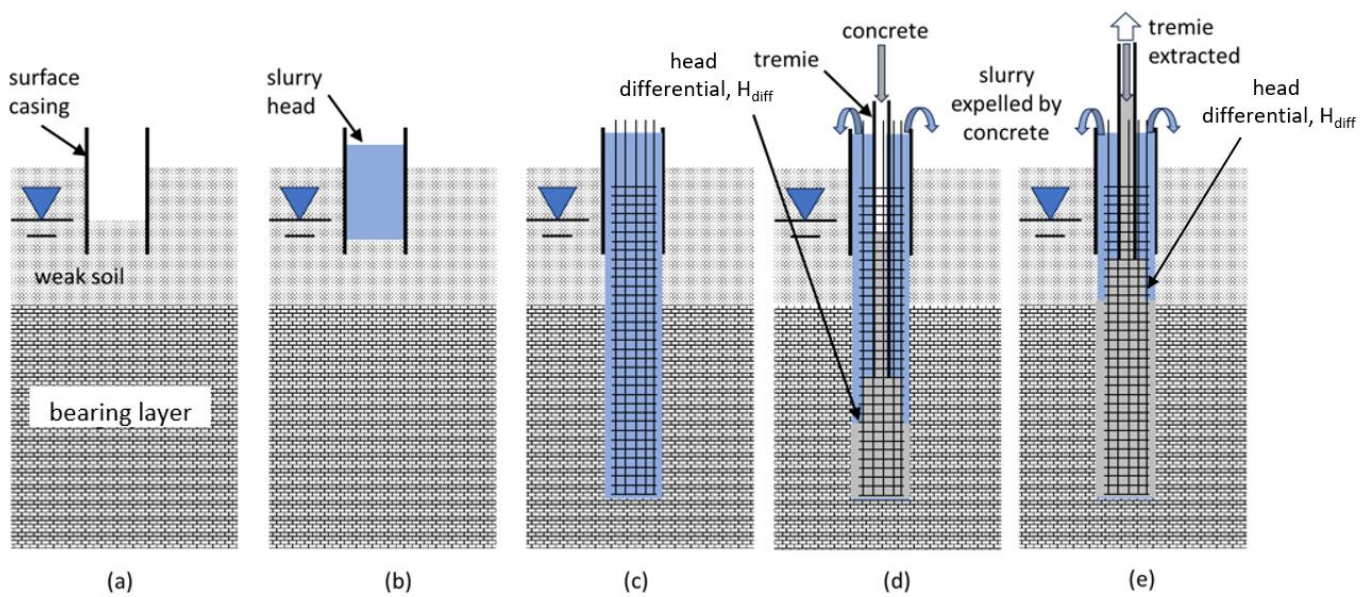 surface
casing
weak soil
bearing layer
slurry
head
head
differential, Hdiff
tremie
concrete
slurry
expelled by
concrete
tremie
extracted
head
differential, Hdiff
(a)
(b)
(c)
(d)
(e)